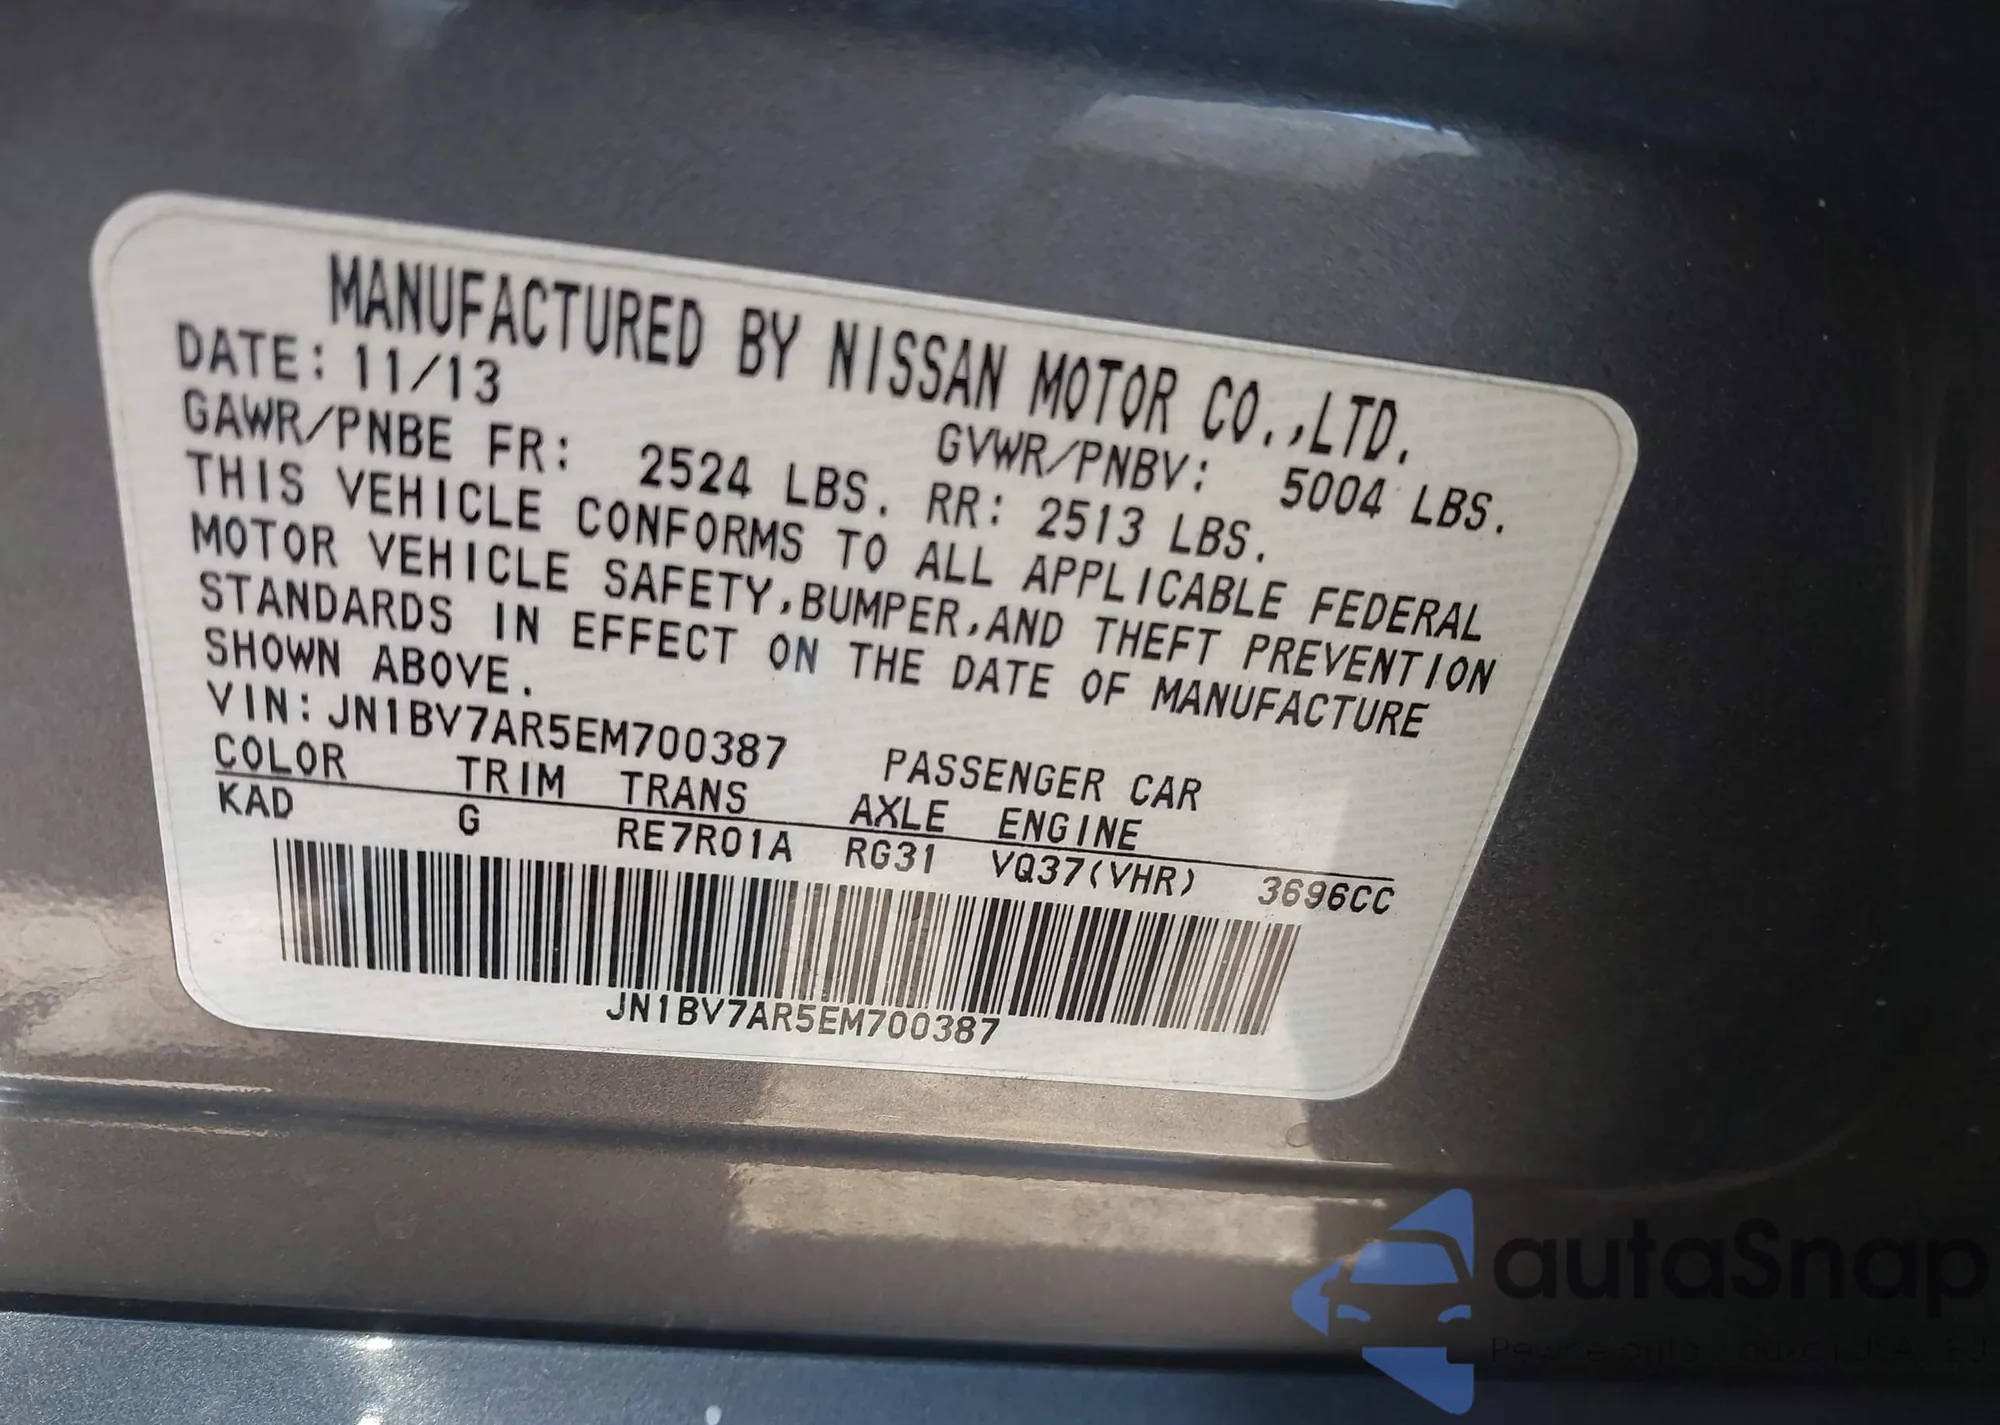 MANUFACTURED BY NISSAN MOTOR CO.,LTD.
DATE: 11/13 GVWR/PNBV: 5004 LBS.
GAWR/PNBE FR: 2524 LBS. RR: 2513 LBS.
THIS VEHICLE CONFORMS TO ALL APPLICABLE FEDERAL
MOTOR VEHICLE SAFETY,BUMPER,AND THEFT PREVENTION
STANDARDS IN EFFECT ON THE DATE OF MANUFACTURE
SHOWN ABOVE.
VIN:JN1BV7AR5EM700387 PASSENGER CAR
COLOR TRIM TRANS AXLE ENGINE
KAD G RE7R01A RG31 VQ37(VHR) 3696CC
JN1BV7AR5EM700387
autaSnap